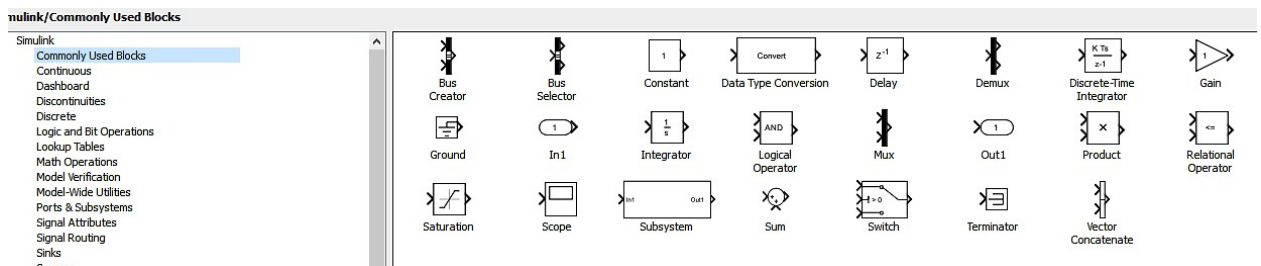 mulink/Commonly Used Blocks
Simulink
Commonly Used Blocks
Continuous
Dashboard
Discontinuities
Discrete
Logic and Bit Operations
Lookup Tables
Math Operations
Model Verification
Model-Wide Utilities
Ports & Subsystems
Signal Attributes
Signal Routing
Sinks
1
Convert
z-1
K Ts
z-1
1
Bus
Creator
Bus
Selector
Constant
Data Type Conversion
Delay
Demux
Discrete-Time
Integrator
Gain
1
1
s
AND
1
×
<=
Ground
In1
Integrator
Logical
Operator
Mux
Out1
Product
Relational
Operator
In1
Out1
+
+
> 0
Saturation
Scope
Subsystem
Sum
Switch
Terminator
Vector
Concatenate